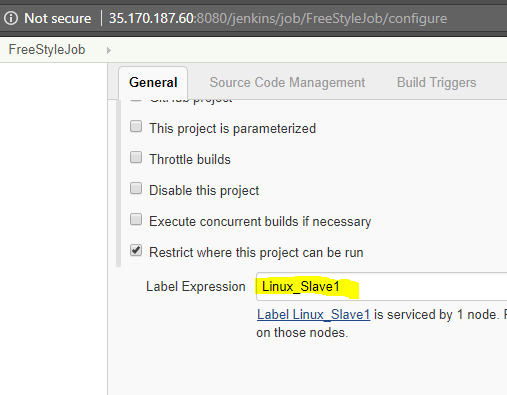 Not secure | 35.170.187.60:8080/jenkins/job/FreeStyleJob/configure
FreeStyleJob
General Source Code Management Build Triggers
GitHub project
This project is parameterized
Throttle builds
Disable this project
Execute concurrent builds if necessary
Restrict where this project can be run
Label Expression Linux_Slave1
Label Linux_Slave1 is serviced by 1 node.
on those nodes.